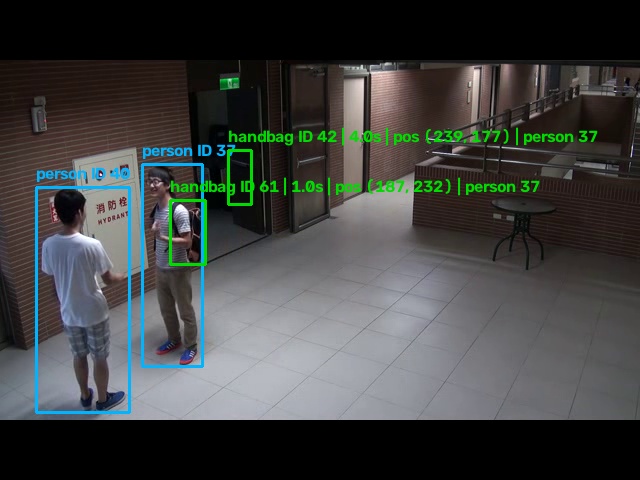 handbag ID 42 | 4.0s | pos (239, 177) | person 37
person ID 37
person ID 40
handbag ID 61 | 1.0s | pos (187, 232) | person 37
消防栓
HYDRANT